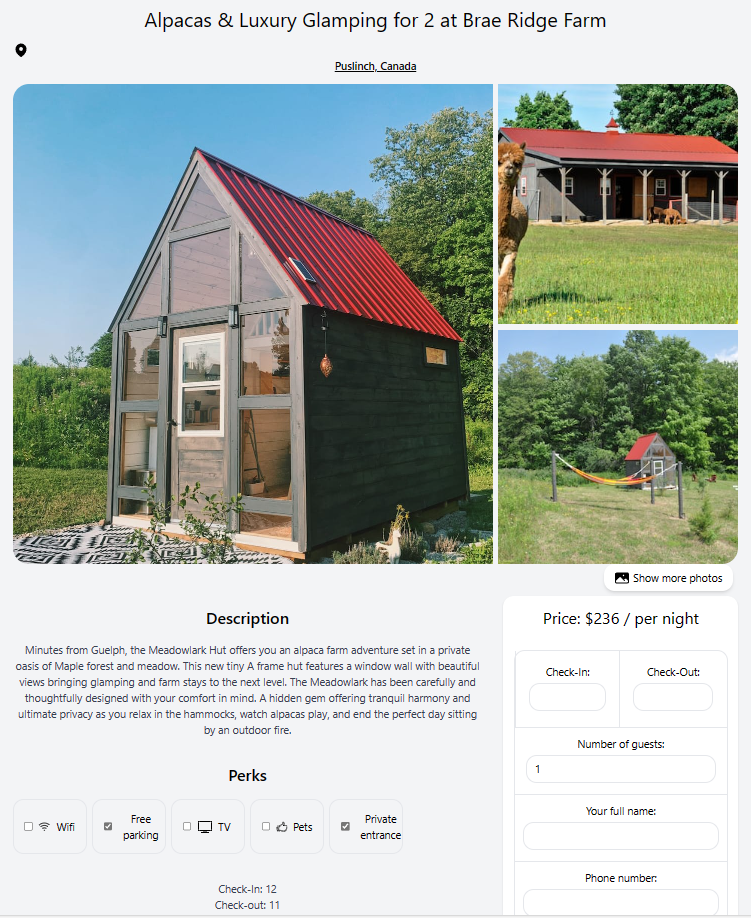 Alpacas & Luxury Glamping for 2 at Brae Ridge Farm
Puslinch, Canada
Show more photos
Description
Minutes from Guelph, the Meadowlark Hut offers you an alpaca farm adventure set in a private
oasis of Maple forest and meadow. This new tiny A frame hut features a window wall with beautiful
views bringing glamping and farm stays to the next level. The Meadowlark has been carefully and
thoughtfully designed with your comfort in mind. A hidden gem offering tranquil harmony and
ultimate privacy as you relax in the hammocks, watch alpacas play, and end the perfect day sitting
by an outdoor fire.
Perks
Wifi
Free
parking
TV
Pets
Private
entrance
Check-In: 12
Check-out: 11
Price: $236 / per night
Check-In:
Check-Out:
Number of guests:
1
Your full name:
Phone number: